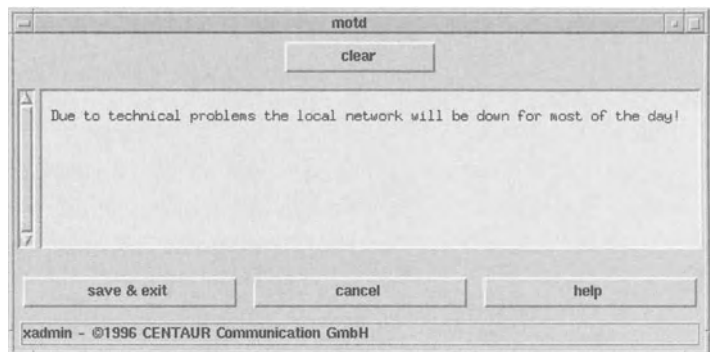 motd
clear
Due to technical problems the local network will be down for most of the day!
save & exit
cancel
help
xadmin - ©1996 CENTAUR Communication GmbH